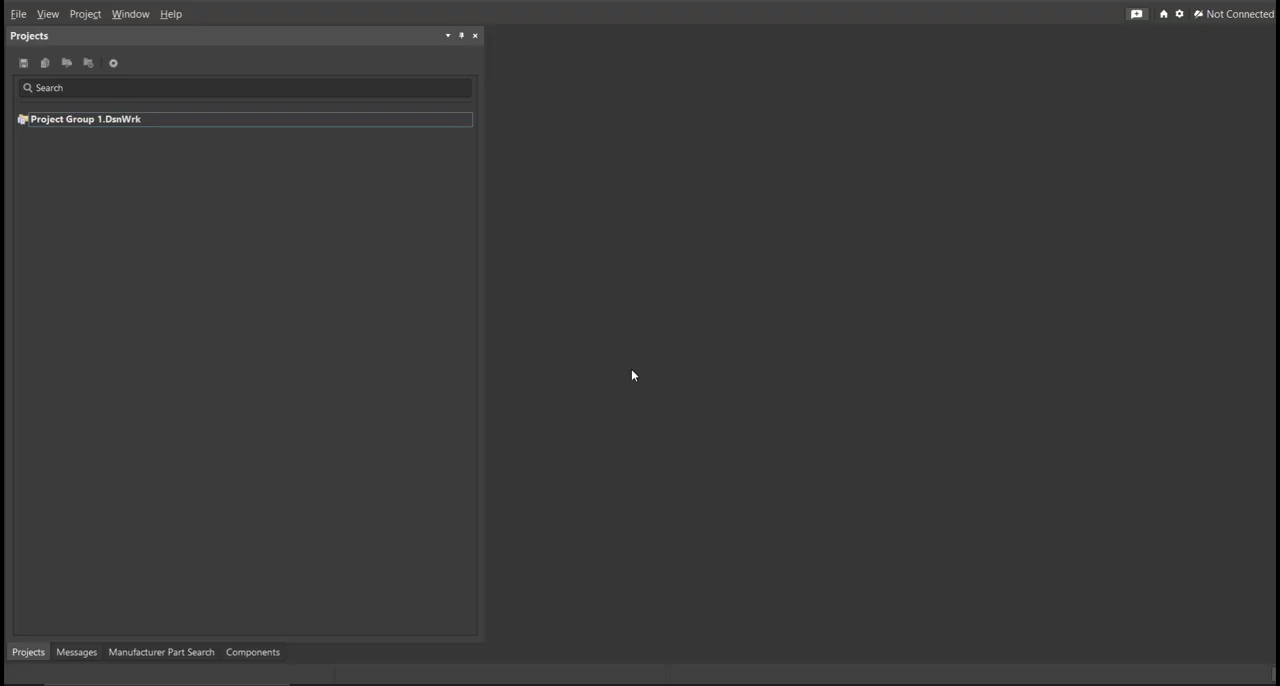 File View Project Window Help
Not Connected
Projects
Search
Project Group 1.DsnWrk
Projects Messages Manufacturer Part Search Components